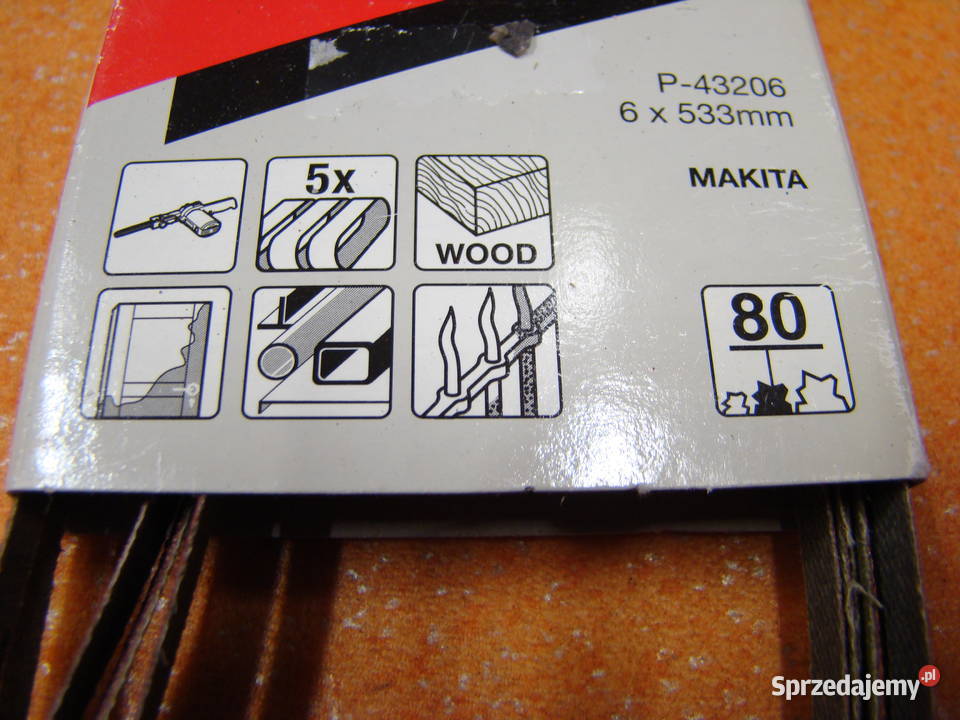 P-43206
6 x 533mm
MAKITA
5x
WOOD
80
Sprzedajemy.pl